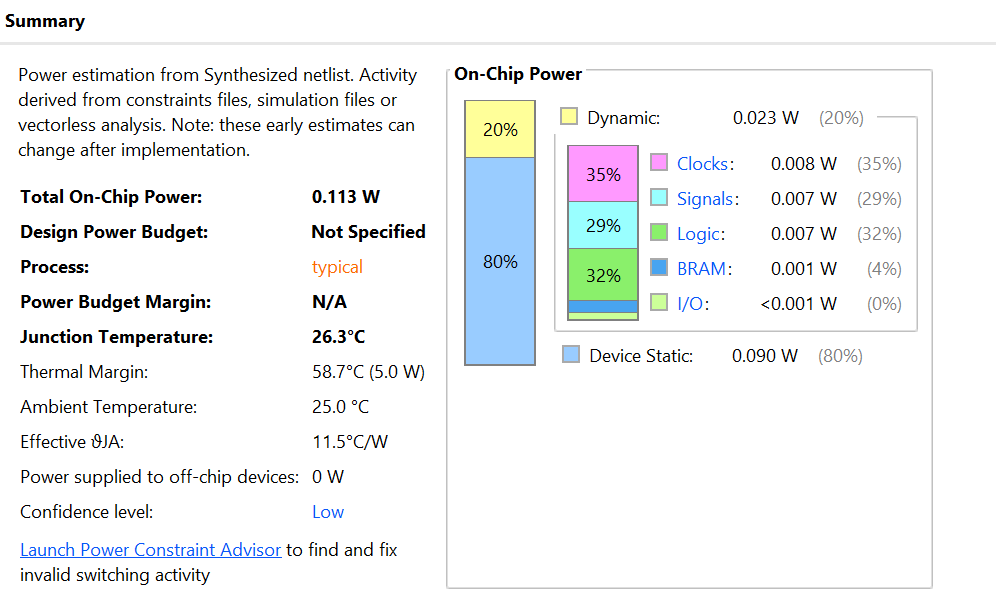 Summary
Power estimation from Synthesized netlist. Activity
derived from constraints files, simulation files or
vectorless analysis. Note: these early estimates can
change after implementation.
Total On-Chip Power: 0.113 W
Design Power Budget: Not Specified
Process: typical
Power Budget Margin: N/A
Junction Temperature: 26.3°C
Thermal Margin: 58.7°C (5.0 W)
Ambient Temperature: 25.0 °C
Effective ϑJA: 11.5°C/W
Power supplied to off-chip devices: 0 W
Confidence level: Low
Launch Power Constraint Advisor to find and fix
invalid switching activity
On-Chip Power
20%
80%
Dynamic: 0.023 W (20%)
35%
29%
32%
Clocks: 0.008 W (35%)
Signals: 0.007 W (29%)
Logic: 0.007 W (32%)
BRAM: 0.001 W (4%)
I/O: <0.001 W (0%)
Device Static: 0.090 W (80%)